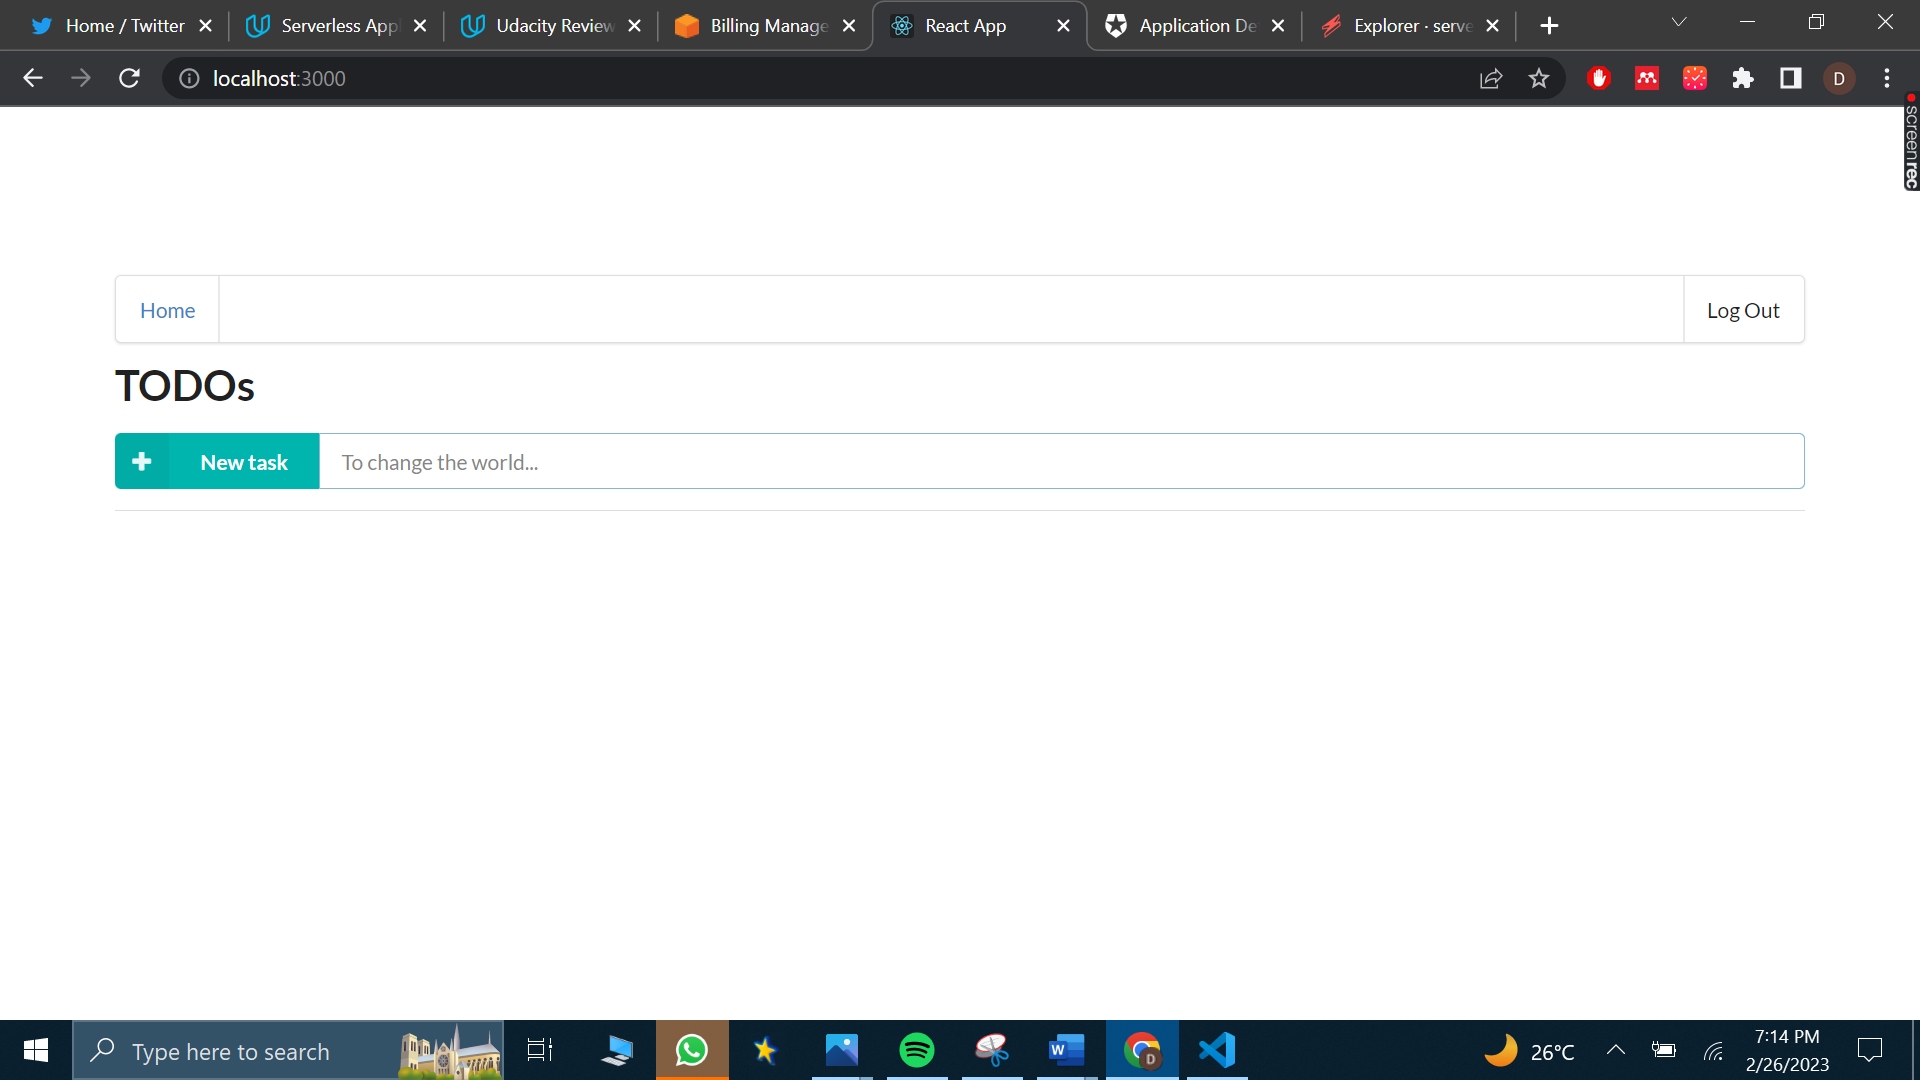 Home / Twitter
Serverless Appl
Udacity Review
Billing Manage
React App
Application De
Explorer · serve
localhost:3000
D
screenrec
Home
Log Out
TODOs
New task
To change the world...
Type here to search
W
D
26°C
7:14 PM
2/26/2023